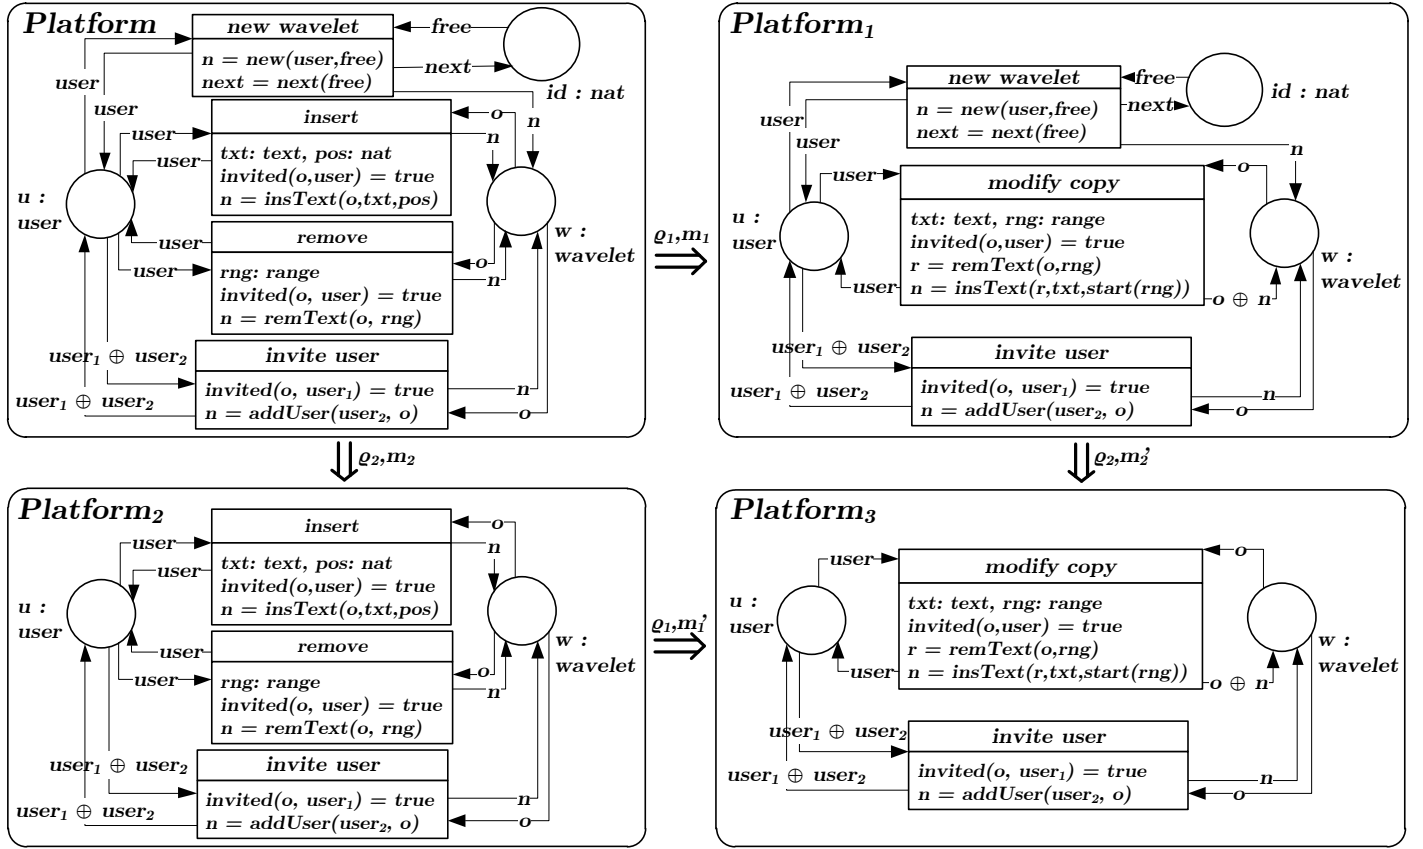 Platform
new wavelet
n = new(user,free)
next = next(free)
free
next
id : nat
user
user
n
insert
txt: text, pos: nat
invited(o,user) = true
n = insText(o,txt,pos)
user
user
o
n
u :
user
w :
wavelet
remove
rng: range
invited(o, user) = true
n = remText(o, rng)
user
user
o
n
invite user
invited(o, user₁) = true
n = addUser(user₂, o)
user₁ ⊕ user₂
user₁ ⊕ user₂
n
o
ϱ₁,m₁
Platform₁
new wavelet
n = new(user,free)
next = next(free)
free
next
id : nat
user
user
n
modify copy
txt: text, rng: range
invited(o,user) = true
r = remText(o,rng)
n = insText(r,txt,start(rng))
user
user
o
o ⊕ n
u :
user
w :
wavelet
invite user
invited(o, user₁) = true
n = addUser(user₂, o)
user₁ ⊕ user₂
user₁ ⊕ user₂
n
o
ϱ₂,m₂
ϱ₂,m₂'
Platform₂
insert
txt: text, pos: nat
invited(o,user) = true
n = insText(o,txt,pos)
user
user
o
n
u :
user
w :
wavelet
remove
rng: range
invited(o, user) = true
n = remText(o, rng)
user
user
o
n
invite user
invited(o, user₁) = true
n = addUser(user₂, o)
user₁ ⊕ user₂
user₁ ⊕ user₂
n
o
ϱ₁,m₁'
Platform₃
modify copy
txt: text, rng: range
invited(o,user) = true
r = remText(o,rng)
n = insText(r,txt,start(rng))
user
user
o
o ⊕ n
u :
user
w :
wavelet
invite user
invited(o, user₁) = true
n = addUser(user₂, o)
user₁ ⊕ user₂
user₁ ⊕ user₂
n
o